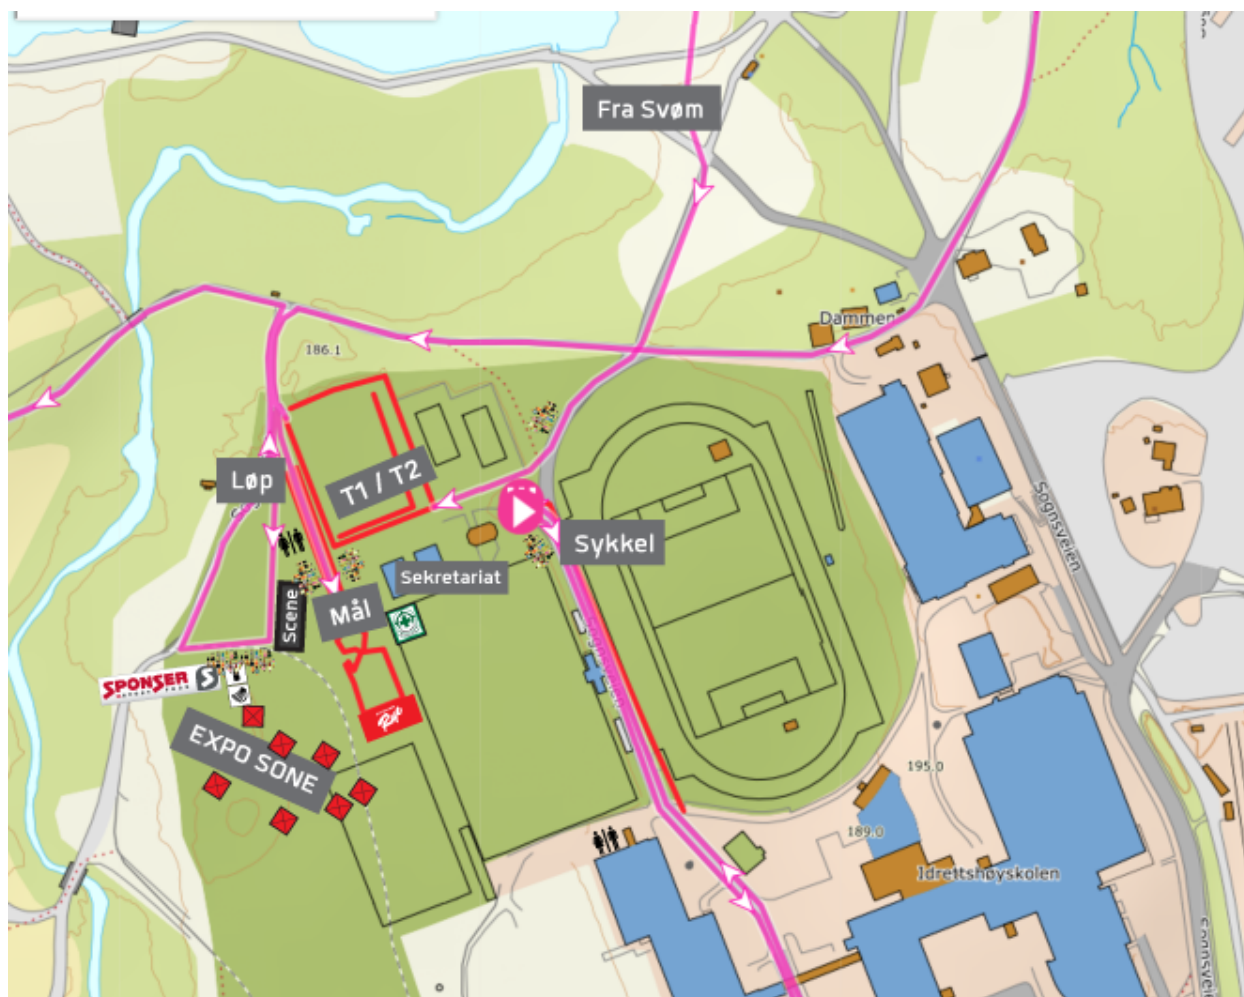 Fra Svøm
Dammen
186.1
T1 / T2
Løp
Sognsveien
Sykkel
Sekretariat
Scene
Mål
SPONSER
EXPO SONE
195.0
189.0
Idrettshøyskolen